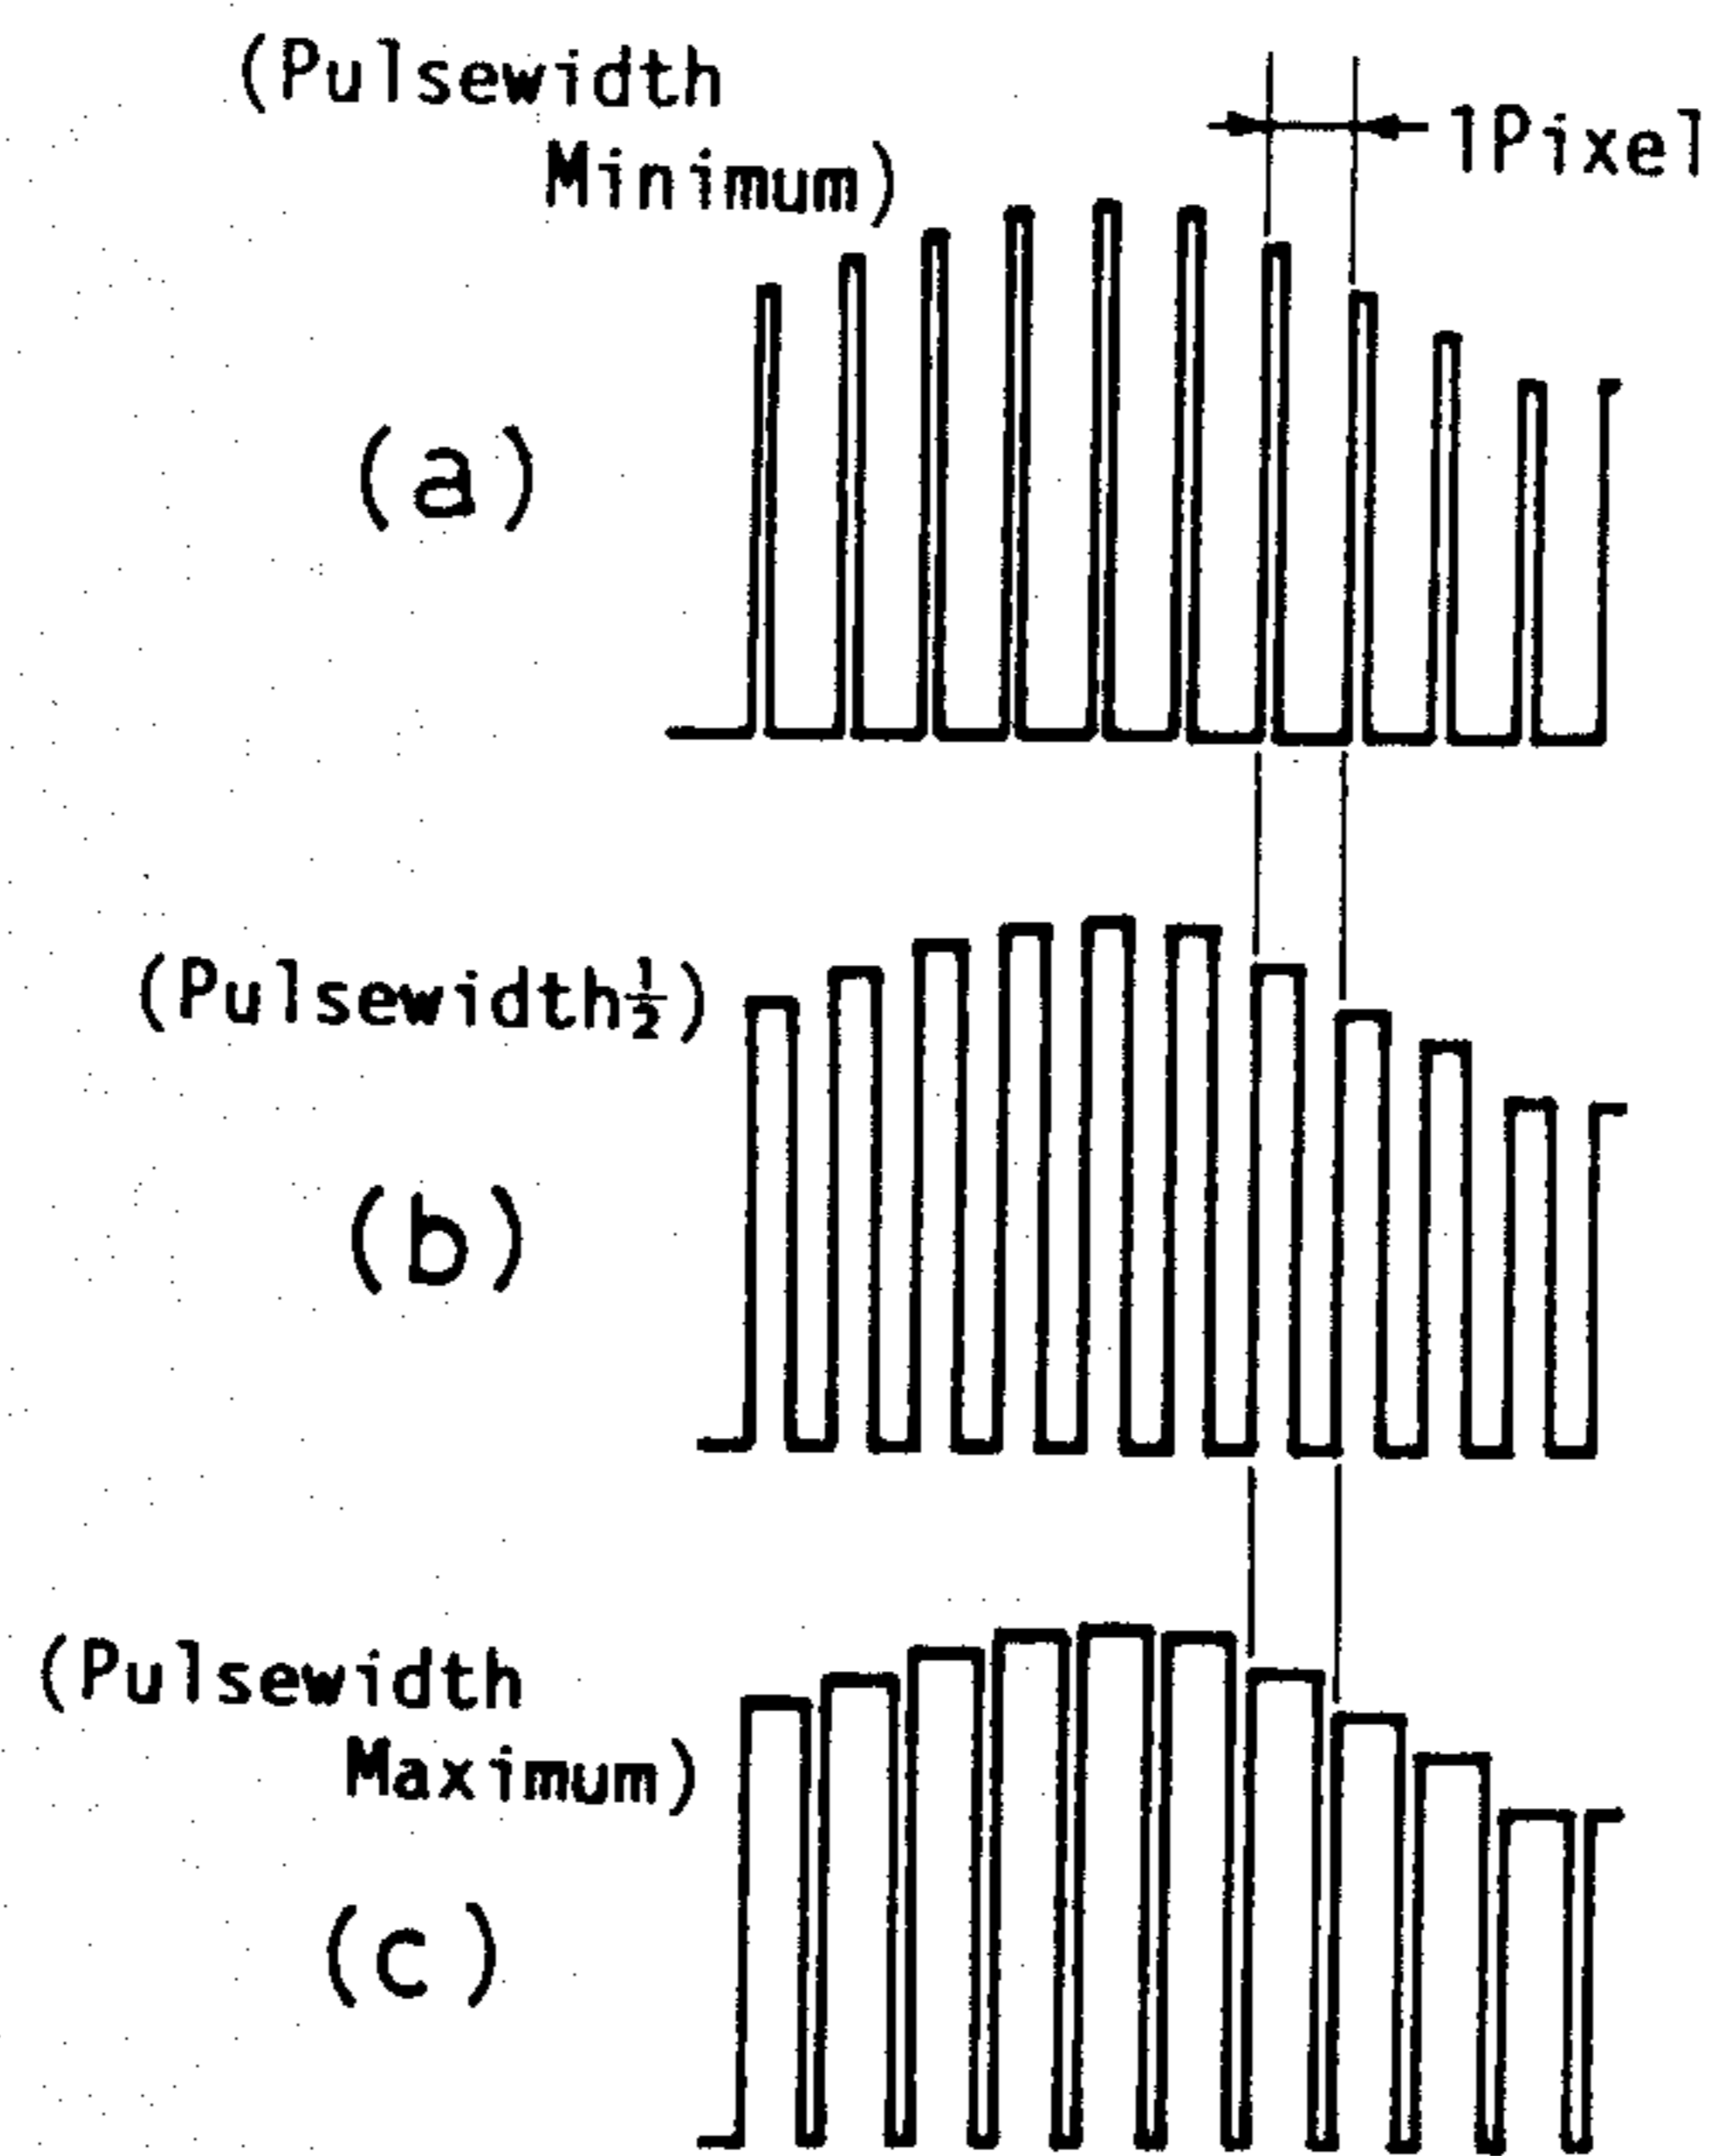 (Pulsewidth
Minimum)
1Pixel
(a)
(Pulsewidth½)
(b)
(Pulsewidth
Maximum)
(c)